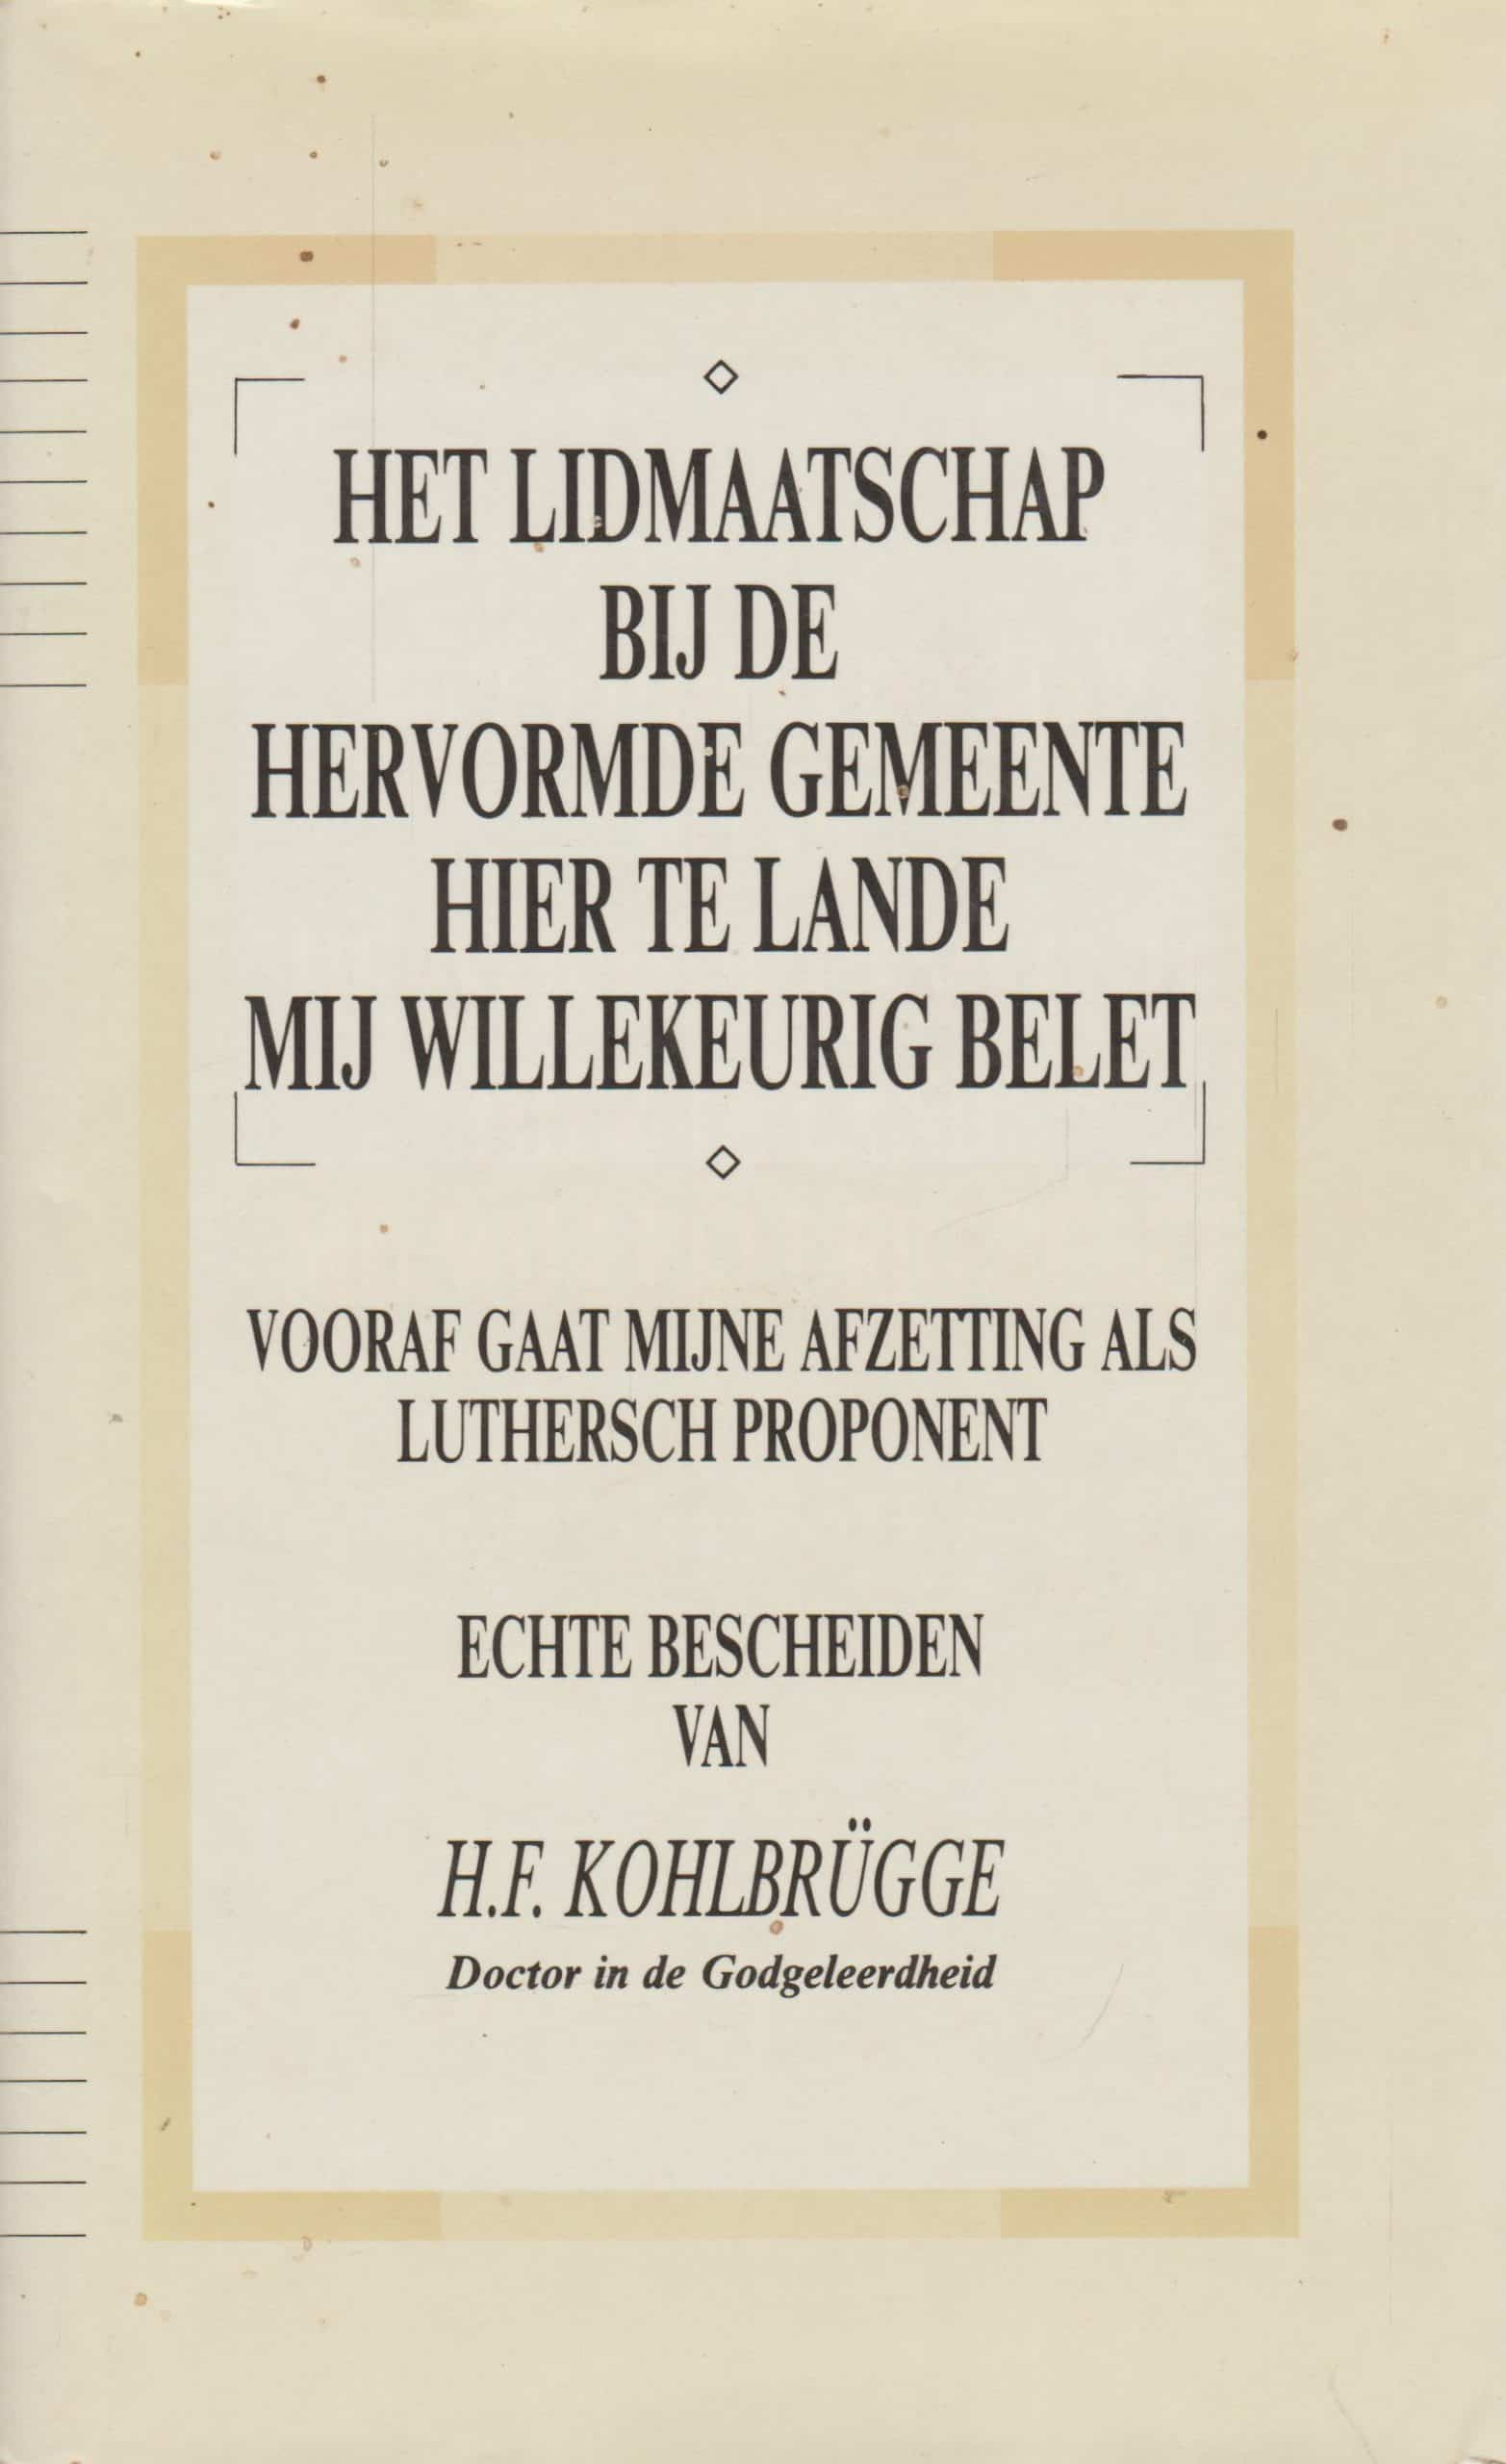 HET LIDMAATSCHAP
BIJ DE
HERVORMDE GEMEENTE
HIER TE LANDE
MIJ WILLEKEURIG BELET
VOORAF GAAT MIJNE AFZETTING ALS
LUTHERSCH PROPONENT
ECHTE BESCHEIDEN
VAN
H.F. KOHLBRÜGGE
Doctor in de Godgeleerdheid